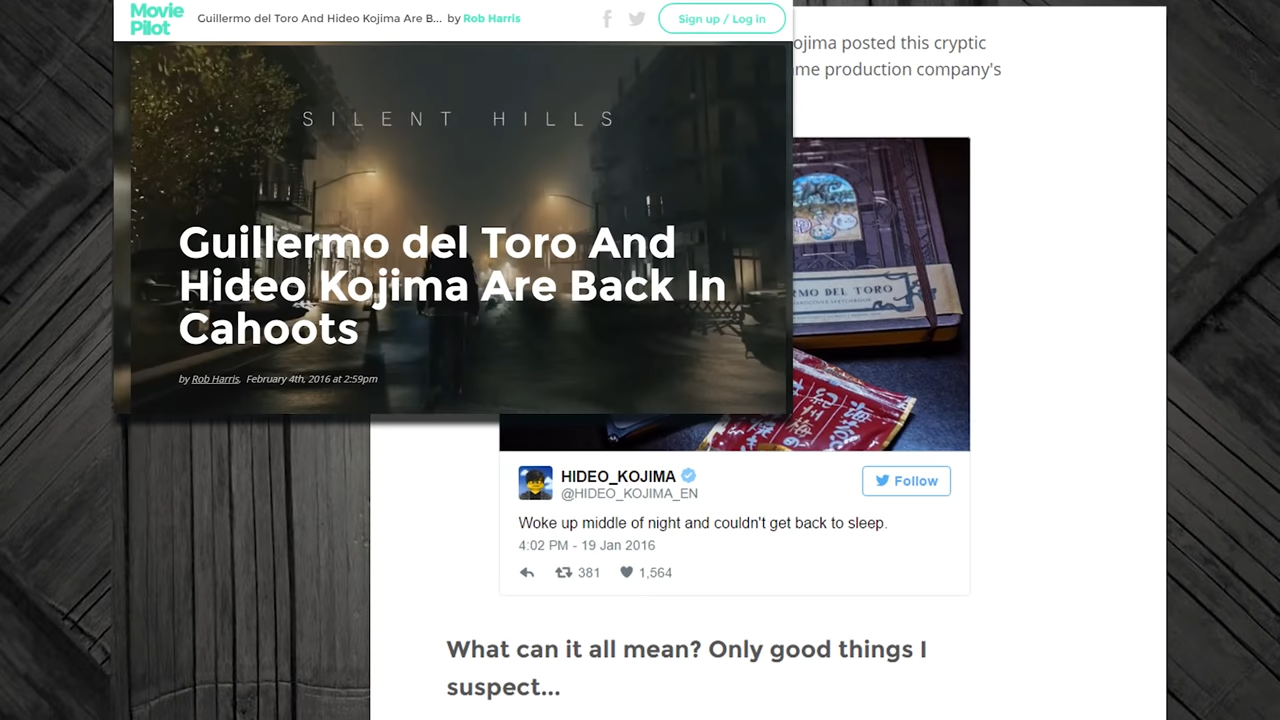 Movie
Pilot
Guillermo del Toro And Hideo Kojima Are B... by Rob Harris
Sign up / Log in
ojima posted this cryptic
me production company's
SILENT HILLS
Guillermo del Toro And
Hideo Kojima Are Back In
Cahoots
by Rob Harris, February 4th, 2016 at 2:59pm
RMO DEL TORO
HIDEO_KOJIMA
@HIDEO_KOJIMA_EN
Follow
Woke up middle of night and couldn't get back to sleep.
4:02 PM - 19 Jan 2016
381 1,564
What can it all mean? Only good things I
suspect...